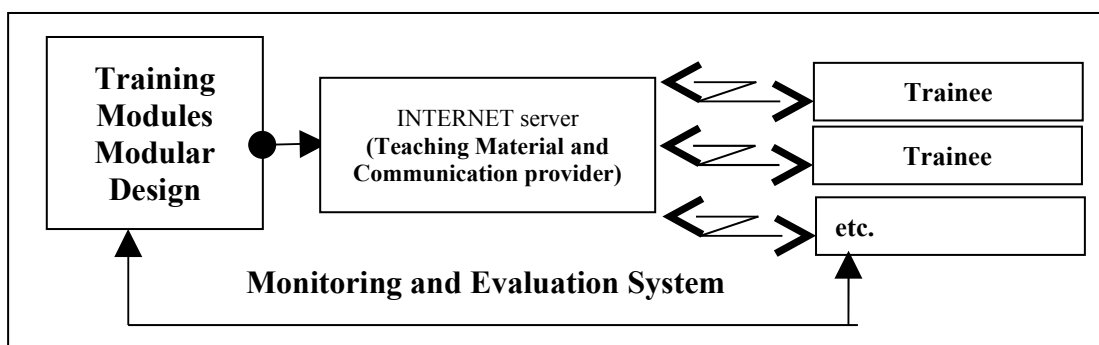 Training
Modules
Modular
Design
INTERNET server
(Teaching Material and
Communication provider)
Trainee
Trainee
etc.
Monitoring and Evaluation System